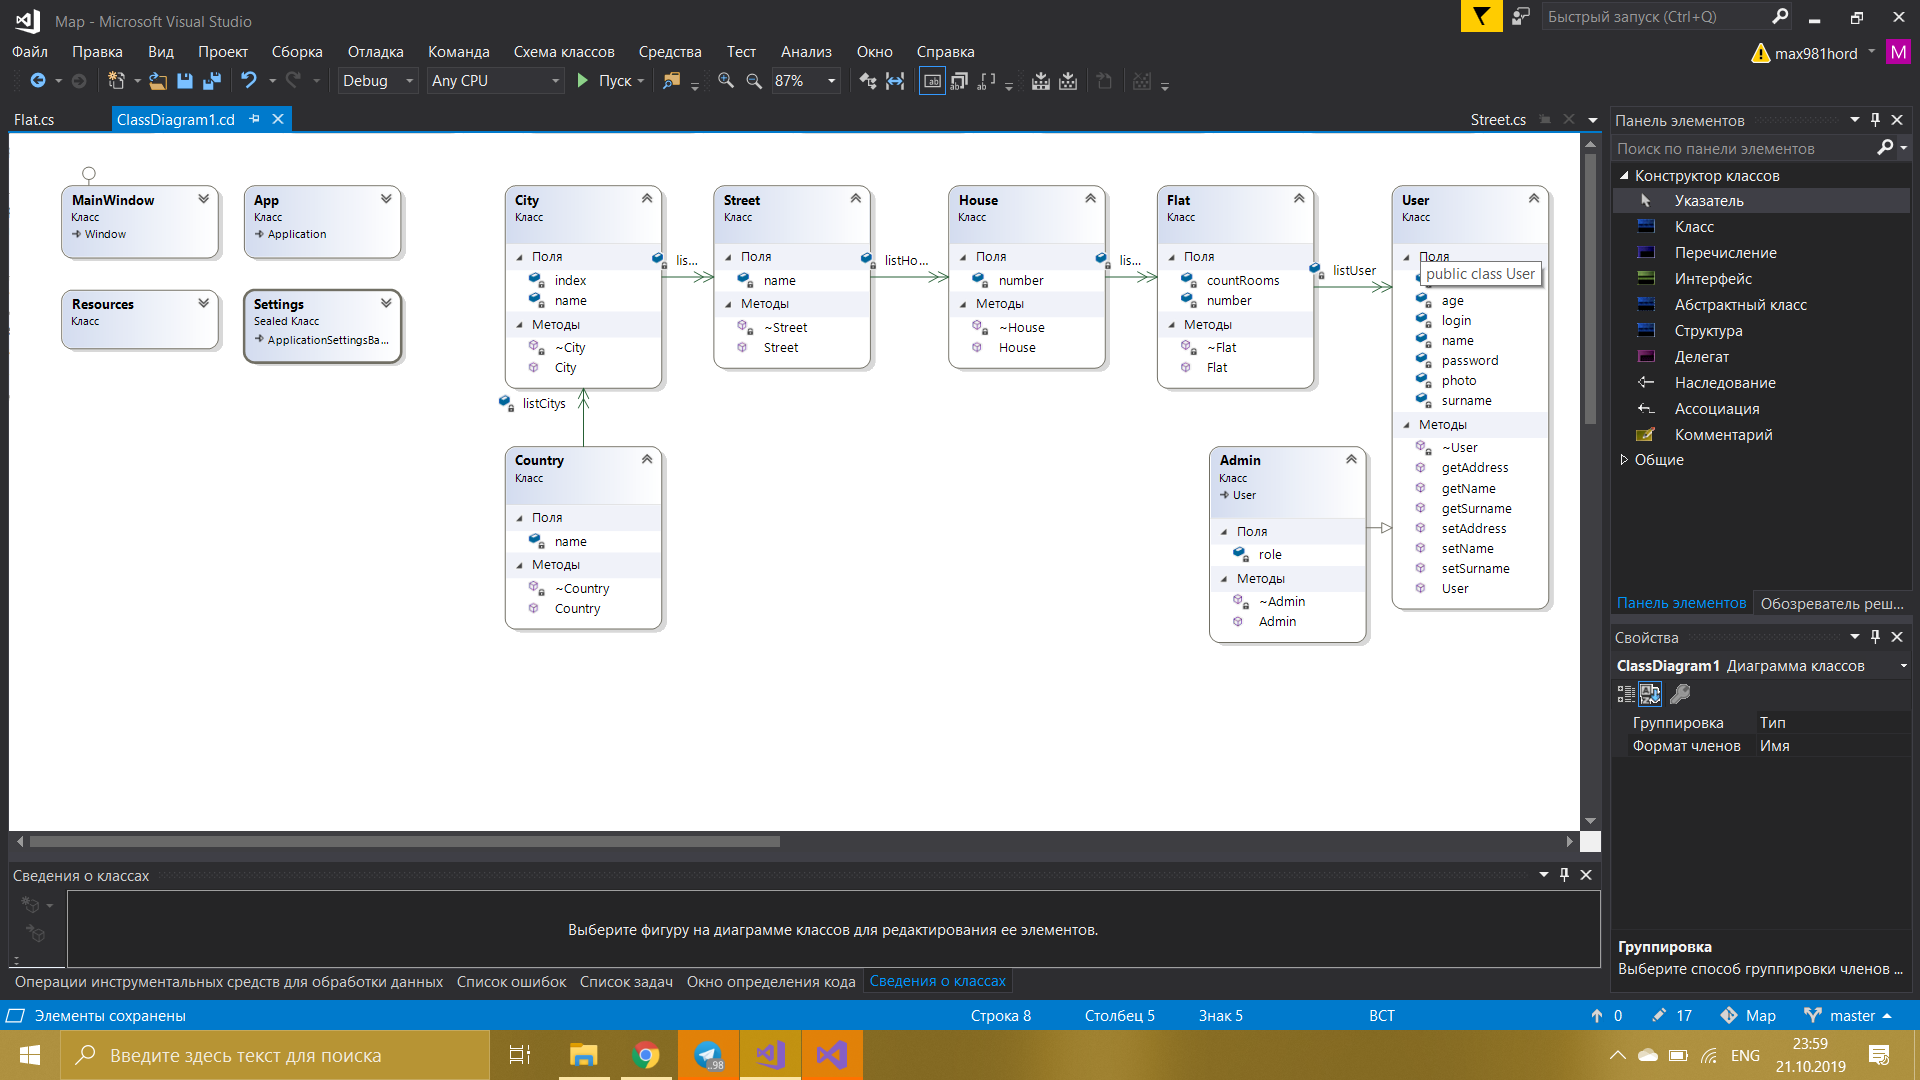 Map - Microsoft Visual Studio
Быстрый запуск (Ctrl+Q)
Файл Правка Вид Проект Сборка Отладка Команда Схема классов Средства Тест Анализ Окно Справка
max981hord M
Debug Any CPU Пуск 87%
Flat.cs ClassDiagram1.cd Street.cs
MainWindow
Класс
Window
App
Класс
Application
Resources
Класс
Settings
Sealed Класс
ApplicationSettingsBa...
City
Класс
Поля
index
name
Методы
~City
City
lis...
Street
Класс
Поля
name
Методы
~Street
Street
listHo...
House
Класс
Поля
number
Методы
~House
House
lis...
Flat
Класс
Поля
countRooms
number
Методы
~Flat
Flat
listUser
User
Класс
Поля
public class User
age
login
name
password
photo
surname
Методы
~User
getAddress
getName
getSurname
setAddress
setName
setSurname
User
listCitys
Country
Класс
Поля
name
Методы
~Country
Country
Admin
Класс
User
Поля
role
Методы
~Admin
Admin
Панель элементов
Поиск по панели элементов
Конструктор классов
Указатель
Класс
Перечисление
Интерфейс
Абстрактный класс
Структура
Делегат
Наследование
Ассоциация
Комментарий
Общие
Панель элементов Обозреватель реш...
Свойства
ClassDiagram1 Диаграмма классов
Группировка Тип
Формат членов Имя
Группировка
Выберите способ группировки членов ...
Сведения о классах
Выберите фигуру на диаграмме классов для редактирования ее элементов.
Операции инструментальных средств для обработки данных Список ошибок Список задач Окно определения кода Сведения о классах
Элементы сохранены Строка 8 Столбец 5 Знак 5 ВСТ 0 17 Map master
Введите здесь текст для поиска
..98
ENG
23:59
21.10.2019